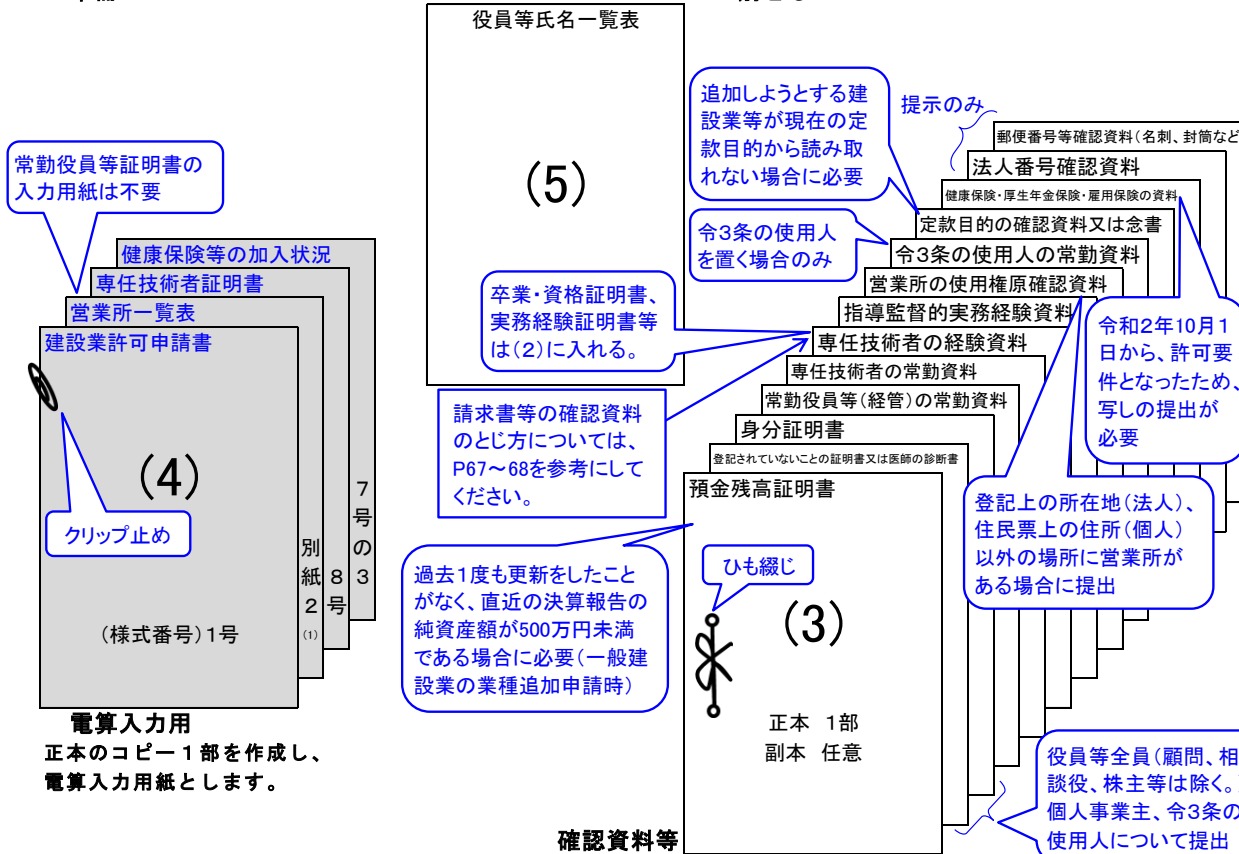 役員等氏名一覧表
(5)
常勤役員等証明書の
入力用紙は不要
健康保険等の加入状況
専任技術者証明書
営業所一覧表
建設業許可申請書
(4)
クリップ止め
(様式番号)1号
別紙2
(1)
8号
7号の3
電算入力用
正本のコピー1部を作成し、
電算入力用紙とします。
追加しようとする建
設業等が現在の定
款目的から読み取
れない場合に必要
提示のみ
令3条の使用人
を置く場合のみ
卒業・資格証明書、
実務経験証明書等
は(2)に入れる。
請求書等の確認資料
のとじ方については、
P67~68を参考にして
ください。
郵便番号等確認資料(名刺、封筒など
法人番号確認資料
健康保険・厚生年金保険・雇用保険の資料
定款目的の確認資料又は念書
令3条の使用人の常勤資料
営業所の使用権原確認資料
指導監督的実務経験資料
専任技術者の経験資料
専任技術者の常勤資料
常勤役員等(経管)の常勤資料
身分証明書
登記されていないことの証明書又は医師の診断書
預金残高証明書
令和2年10月1
日から、許可要
件となったため、
写しの提出が
必要
登記上の所在地(法人)、
住民票上の住所(個人)
以外の場所に営業所が
ある場合に提出
過去1度も更新をしたこと
がなく、直近の決算報告の
純資産額が500万円未満
である場合に必要(一般建
設業の業種追加申請時)
ひも綴じ
(3)
正本 1部
副本 任意
確認資料等
役員等全員(顧問、相
談役、株主等は除く。
個人事業主、令3条の
使用人について提出